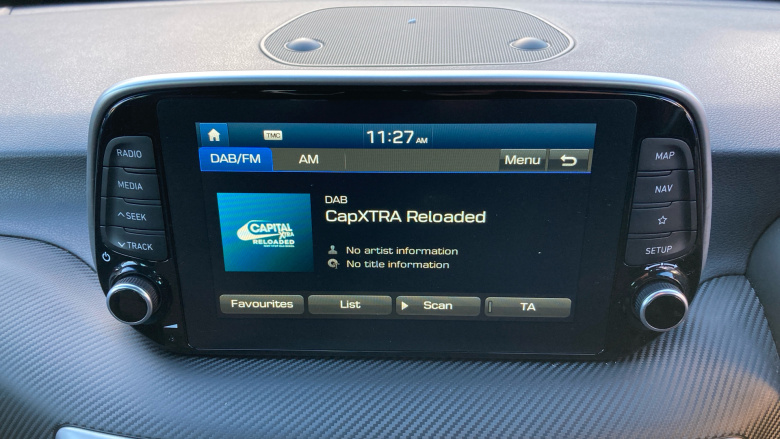 RADIO
MEDIA
SEEK
TRACK
TMC
11:27 AM
DAB/FM
AM
Menu
CAPITAL
XTRA
RELOADED
DAB
CapXTRA Reloaded
No artist information
No title information
Favourites
List
Scan
TA
MAP
NAV
SETUP